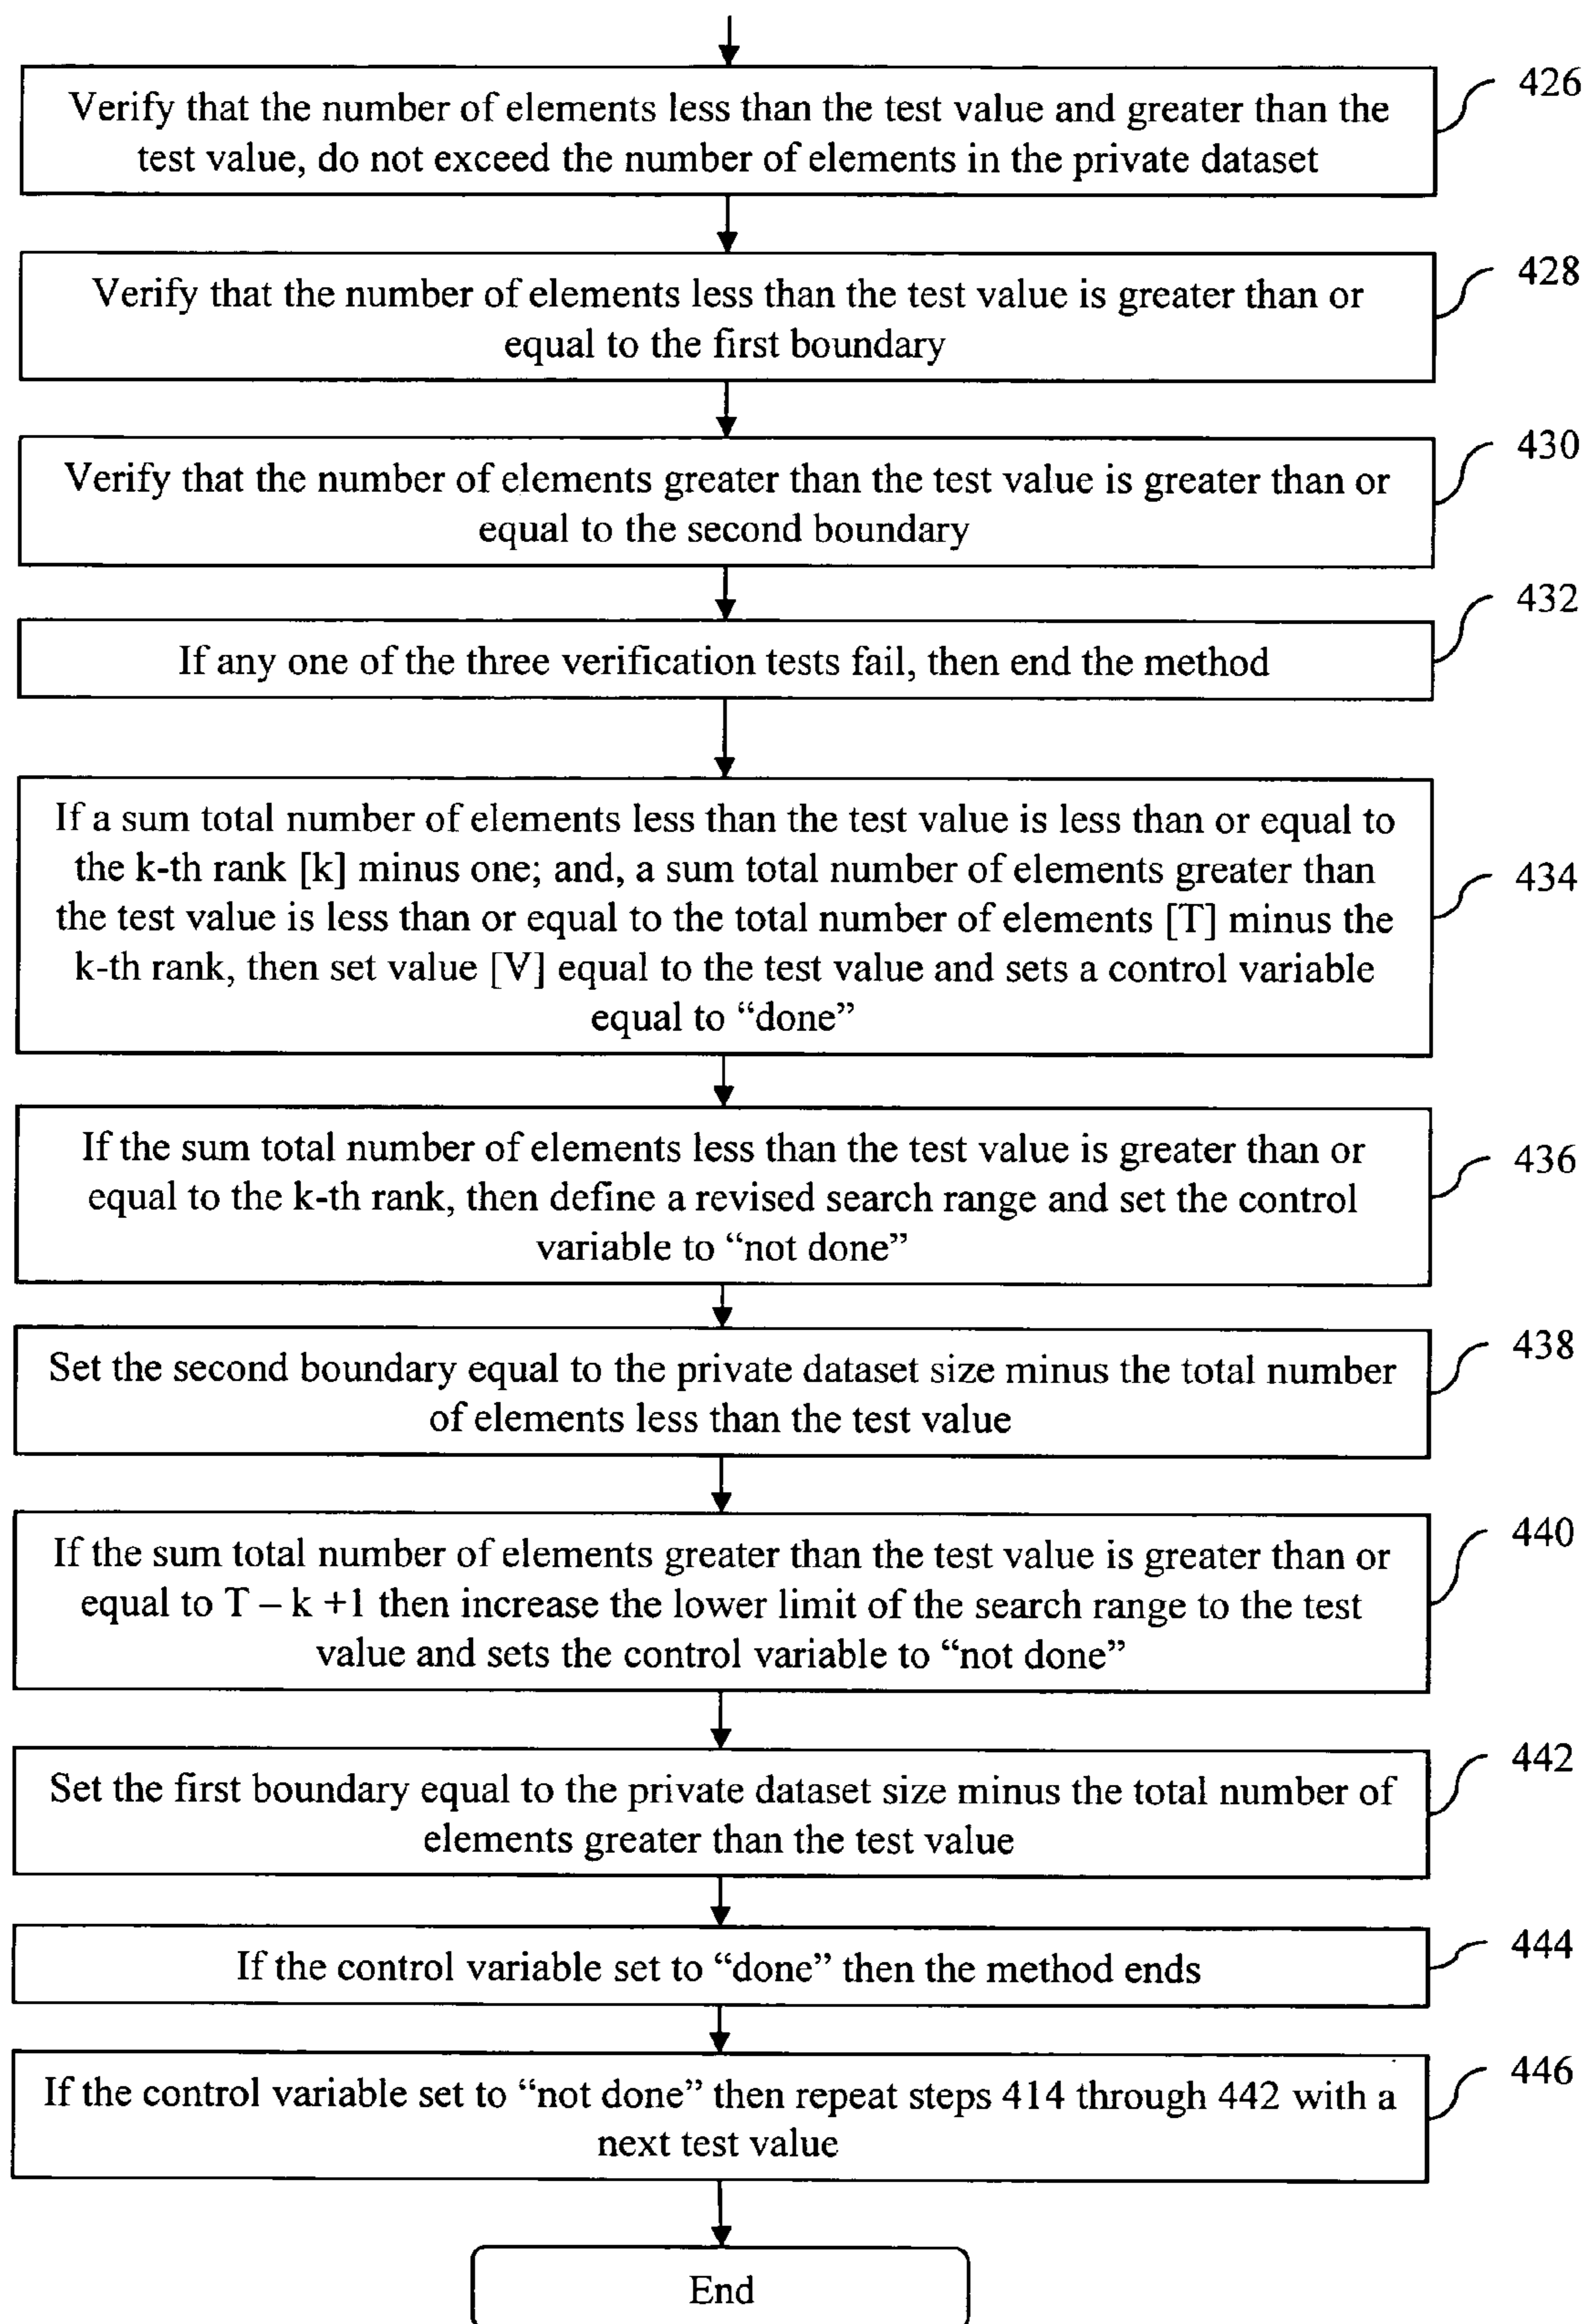 426
Verify that the number of elements less than the test value and greater than the
test value, do not exceed the number of elements in the private dataset
428
Verify that the number of elements less than the test value is greater than or
equal to the first boundary
430
Verify that the number of elements greater than the test value is greater than or
equal to the second boundary
432
If any one of the three verification tests fail, then end the method
If a sum total number of elements less than the test value is less than or equal to
the k-th rank [k] minus one; and, a sum total number of elements greater than
434
the test value is less than or equal to the total number of elements [T] minus the
k-th rank, then set value [V] equal to the test value and sets a control variable
equal to “done”
If the sum total number of elements less than the test value is greater than or
436
equal to the k-th rank, then define a revised search range and set the control
variable to “not done”
438
Set the second boundary equal to the private dataset size minus the total number
of elements less than the test value
440
If the sum total number of elements greater than the test value is greater than or
equal to T – k +1 then increase the lower limit of the search range to the test
value and sets the control variable to “not done”
442
Set the first boundary equal to the private dataset size minus the total number of
elements greater than the test value
444
If the control variable set to “done” then the method ends
446
If the control variable set to “not done” then repeat steps 414 through 442 with a
next test value
End